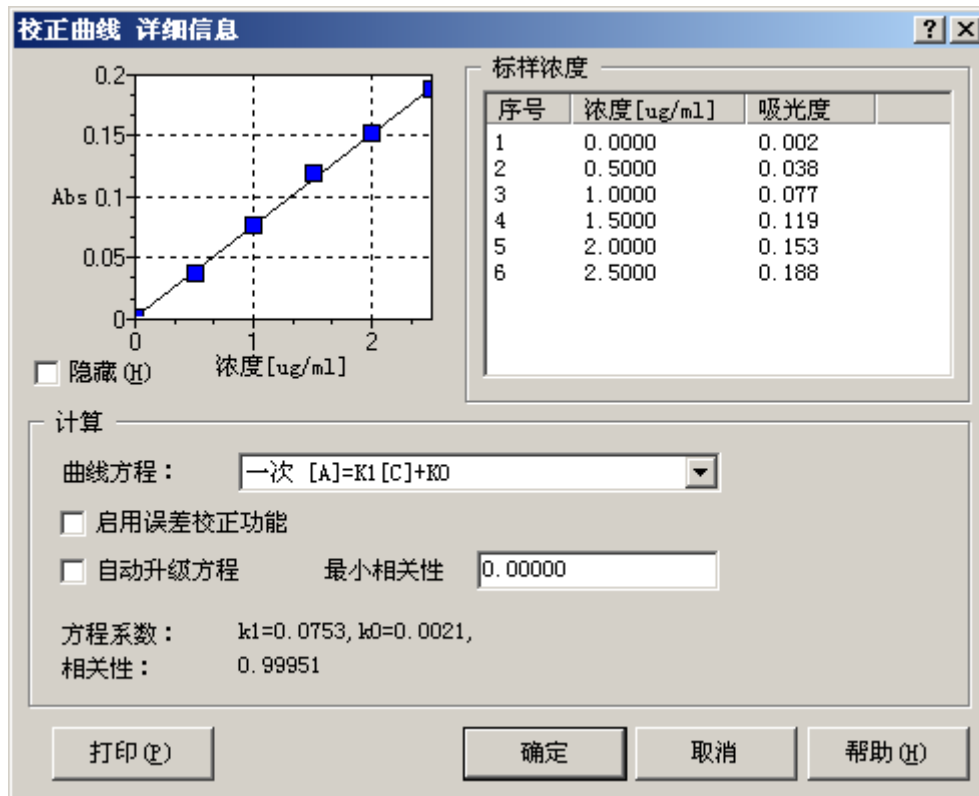 校正曲线 详细信息
标样浓度
序号 浓度[ug/ml] 吸光度
1 0.0000 0.002
2 0.5000 0.038
3 1.0000 0.077
4 1.5000 0.119
5 2.0000 0.153
6 2.5000 0.188
0.2
0.15
Abs 0.1
0.05
0
0 1 2
浓度[ug/ml]
隐藏(H)
计算
曲线方程：
一次 [A]=K1[C]+K0
启用误差校正功能
自动升级方程 最小相关性 0.00000
方程系数： k1=0.0753,k0=0.0021,
相关性： 0.99951
打印(P) 确定 取消 帮助(H)